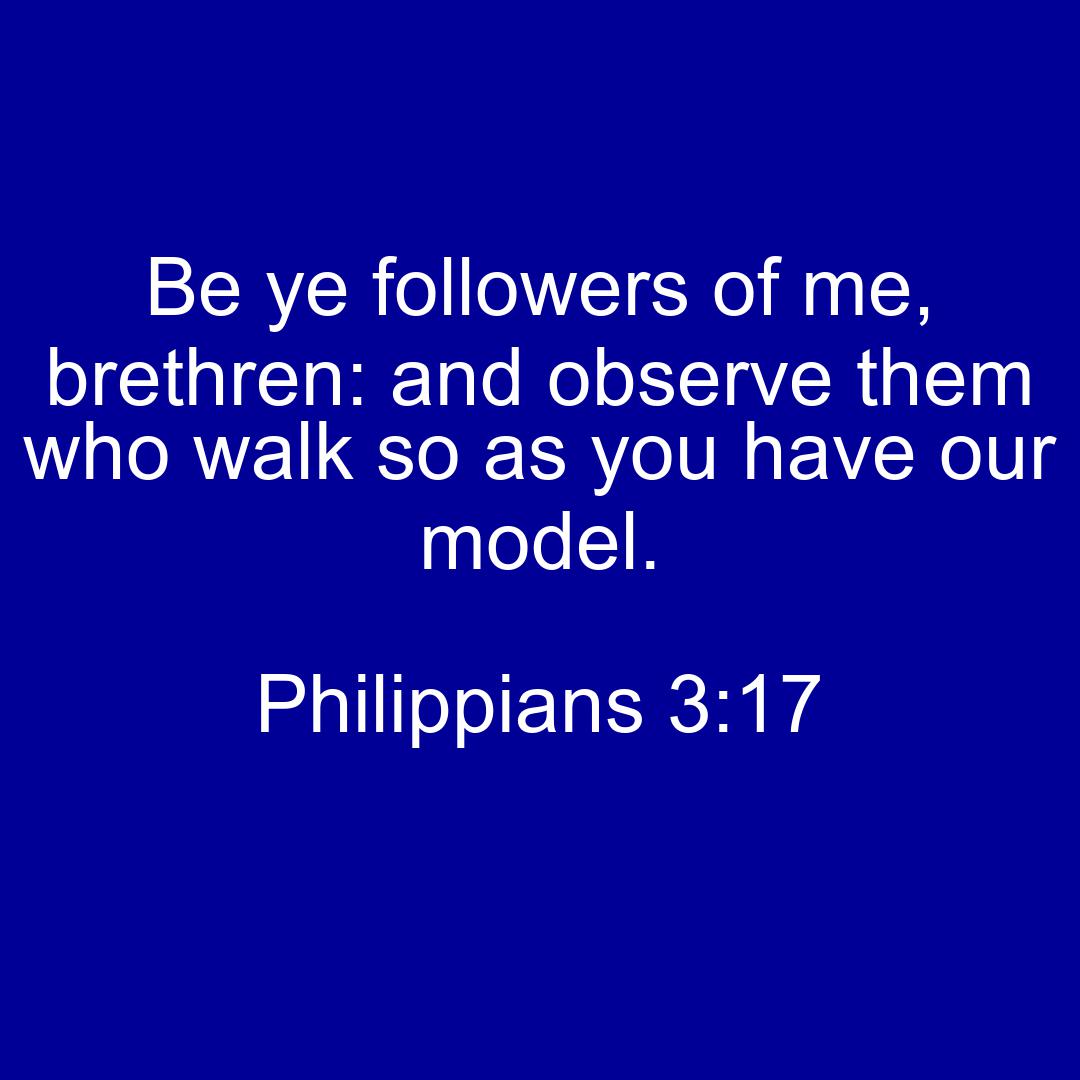 Be ye followers of me,
brethren: and observe them
who walk so as you have our
model.
Philippians 3:17